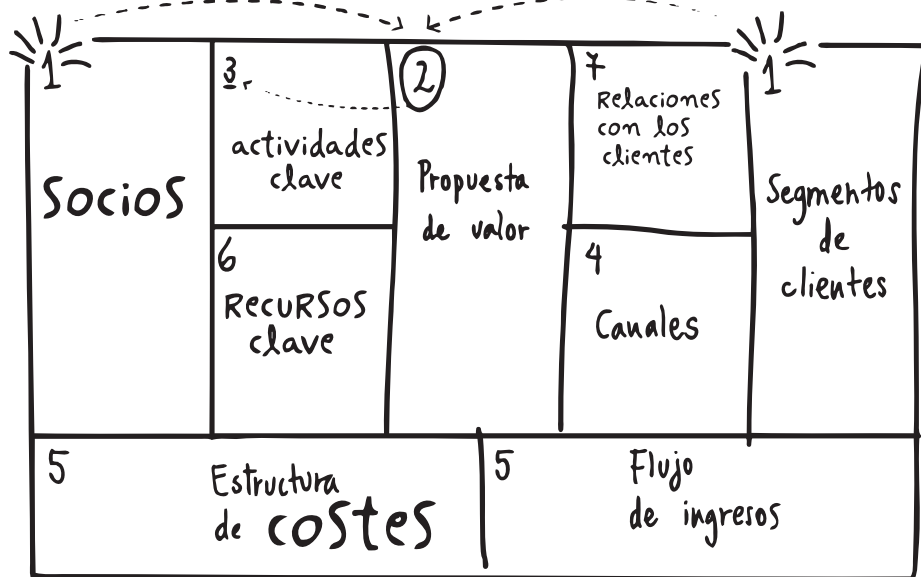 1
Socios
3
actividades
clave
6
Recursos
clave
2
Propuesta
de valor
7
Relaciones
con los
clientes
4
Canales
1
Segmentos
de
clientes
5
Estructura
de costes
5
Flujo
de ingresos